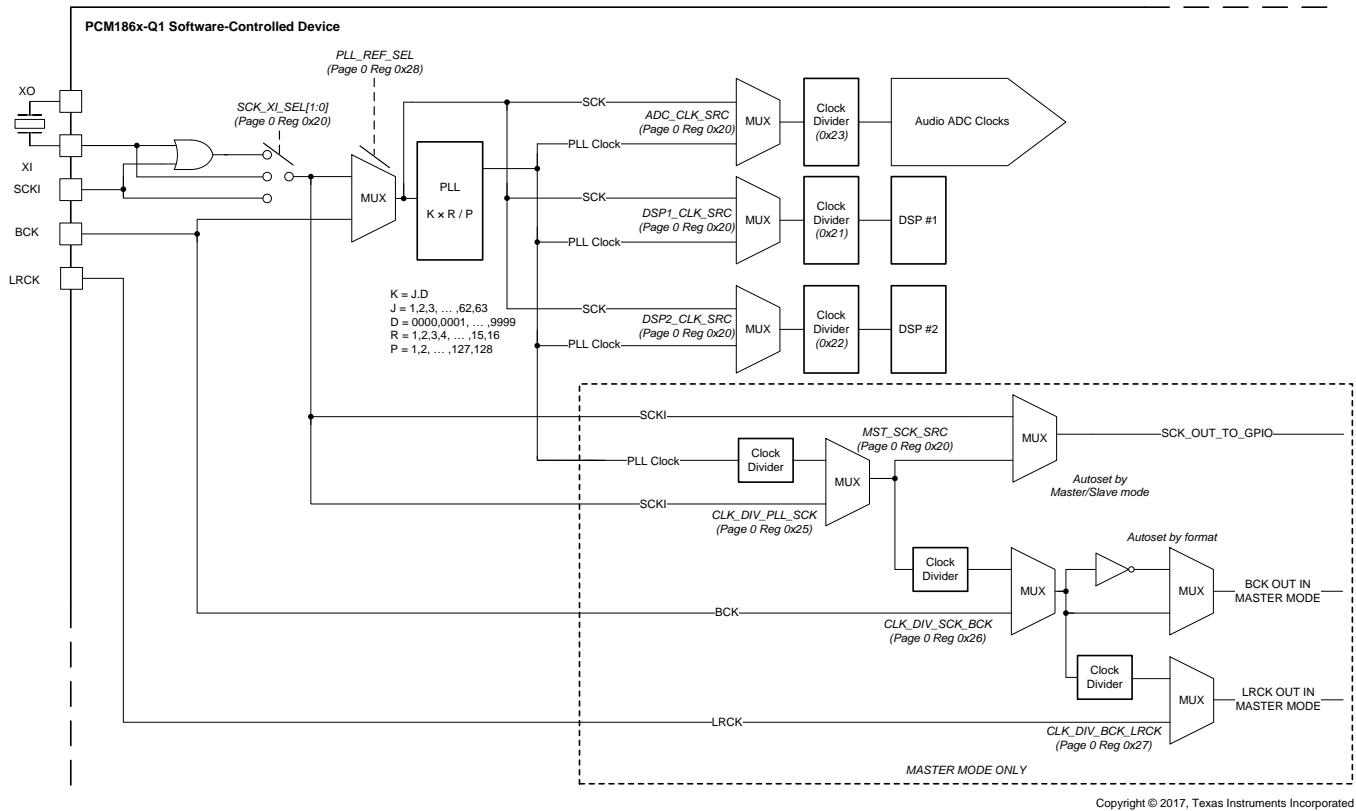 PCM186x-Q1 Software-Controlled Device
XO
XI
SCKI
BCK
LRCK
SCK_XI_SEL[1:0]
(Page 0 Reg 0x20)
PLL_REF_SEL
(Page 0 Reg 0x28)
MUX
PLL
K × R / P
K = J.D
J = 1,2,3, … ,62,63
D = 0000,0001, … ,9999
R = 1,2,3,4, … ,15,16
P = 1,2, … ,127,128
SCK
ADC_CLK_SRC
(Page 0 Reg 0x20)
PLL Clock
MUX
Clock
Divider
(0x23)
Audio ADC Clocks
SCK
DSP1_CLK_SRC
(Page 0 Reg 0x20)
PLL Clock
MUX
Clock
Divider
(0x21)
DSP #1
SCK
DSP2_CLK_SRC
(Page 0 Reg 0x20)
PLL Clock
MUX
Clock
Divider
(0x22)
DSP #2
SCKI
MST_SCK_SRC
(Page 0 Reg 0x20)
MUX
SCK_OUT_TO_GPIO
Autoset by
Master/Slave mode
PLL Clock
Clock
Divider
MUX
SCKI
CLK_DIV_PLL_SCK
(Page 0 Reg 0x25)
Clock
Divider
MUX
Autoset by format
MUX
BCK OUT IN
MASTER MODE
BCK
CLK_DIV_SCK_BCK
(Page 0 Reg 0x26)
Clock
Divider
MUX
LRCK OUT IN
MASTER MODE
LRCK
CLK_DIV_BCK_LRCK
(Page 0 Reg 0x27)
MASTER MODE ONLY
Copyright © 2017, Texas Instruments Incorporated